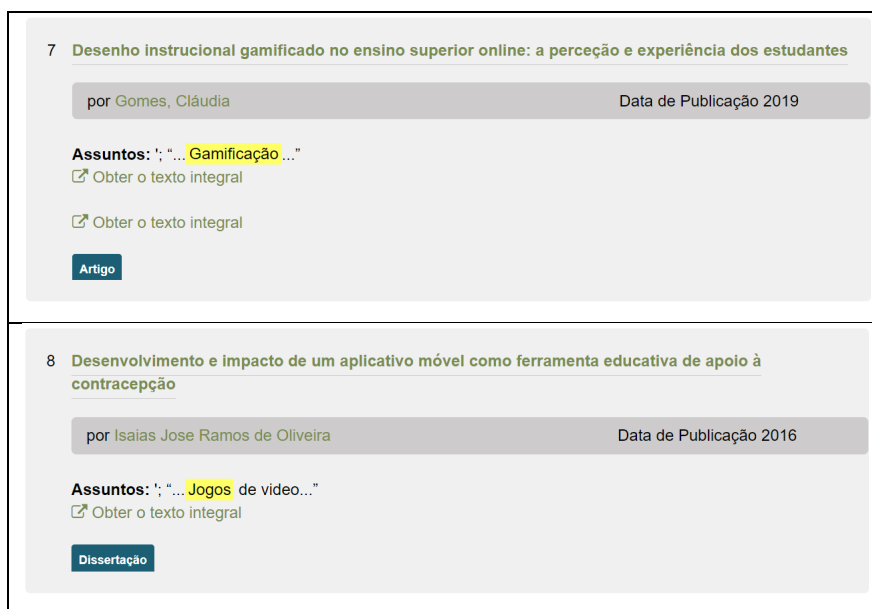 7 Desenho instrucional gamificado no ensino superior online: a perceção e experiência dos estudantes
por Gomes, Cláudia Data de Publicação 2019
Assuntos: '; “... Gamificação ...”
Obter o texto integral
Obter o texto integral
Artigo
8 Desenvolvimento e impacto de um aplicativo móvel como ferramenta educativa de apoio à
contracepção
por Isaias Jose Ramos de Oliveira Data de Publicação 2016
Assuntos: '; “... Jogos de video...”
Obter o texto integral
Dissertação